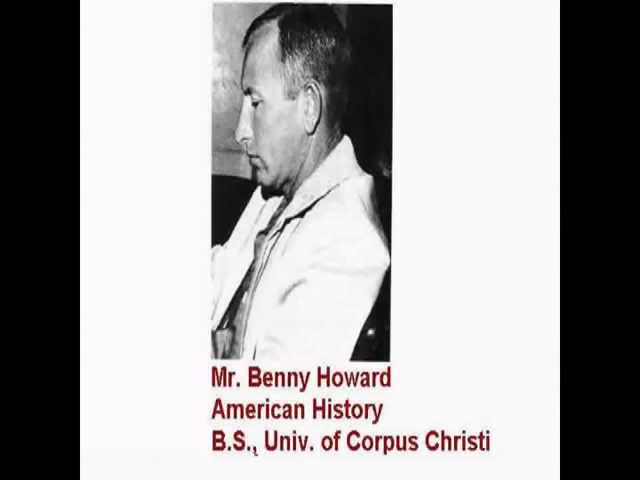 Mr. Benny Howard
American History
B.S., Univ. of Corpus Christi